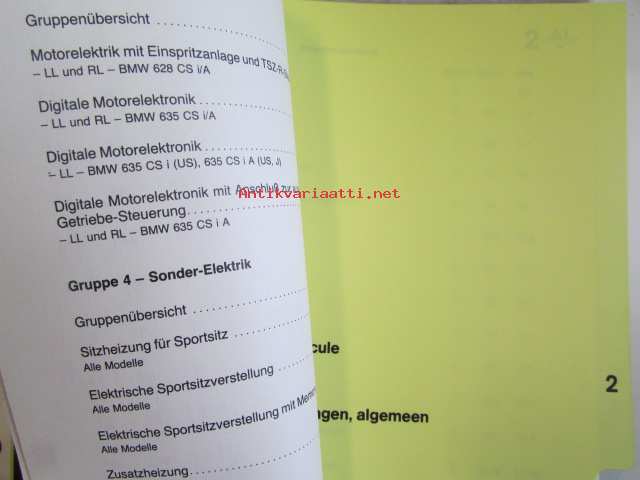 Gruppenübersicht
Motorelektrik mit Einspritzanlage und
– LL und RL – BMW 628 CS i/A
Digitale Motorelektronik
– LL und RL – BMW 635 CS i/A
Digitale Motorelektronik
– LL – BMW 635 CS i (US), 635 CS i A (US, J)
Digitale Motorelektronik mit Anschluß zur
Getriebe-Steuerung
– LL und RL – BMW 635 CS i A
Antikvariaatti.net
Gruppe 4 – Sonder-Elektrik
Gruppenübersicht
Sitzheizung für Sportsitz
Alle Modelle
Elektrische Sportsitzverstellung
Alle Modelle
Elektrische Sportsitzverstellung mit
Alle Modelle
Zusatzheizung
cule
2
ngen, algemeen